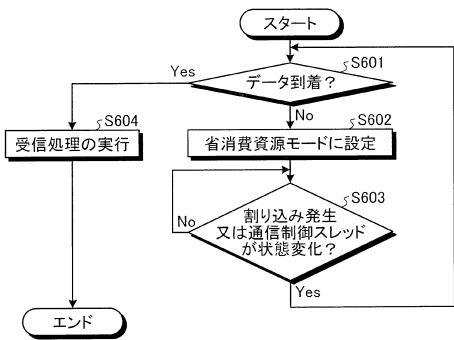 スタート
S601
データ到着？
Yes
No
S604
受信処理の実行
S602
省消費資源モードに設定
S603
割り込み発生
又は通信制御スレッド
が状態変化？
No
Yes
エンド